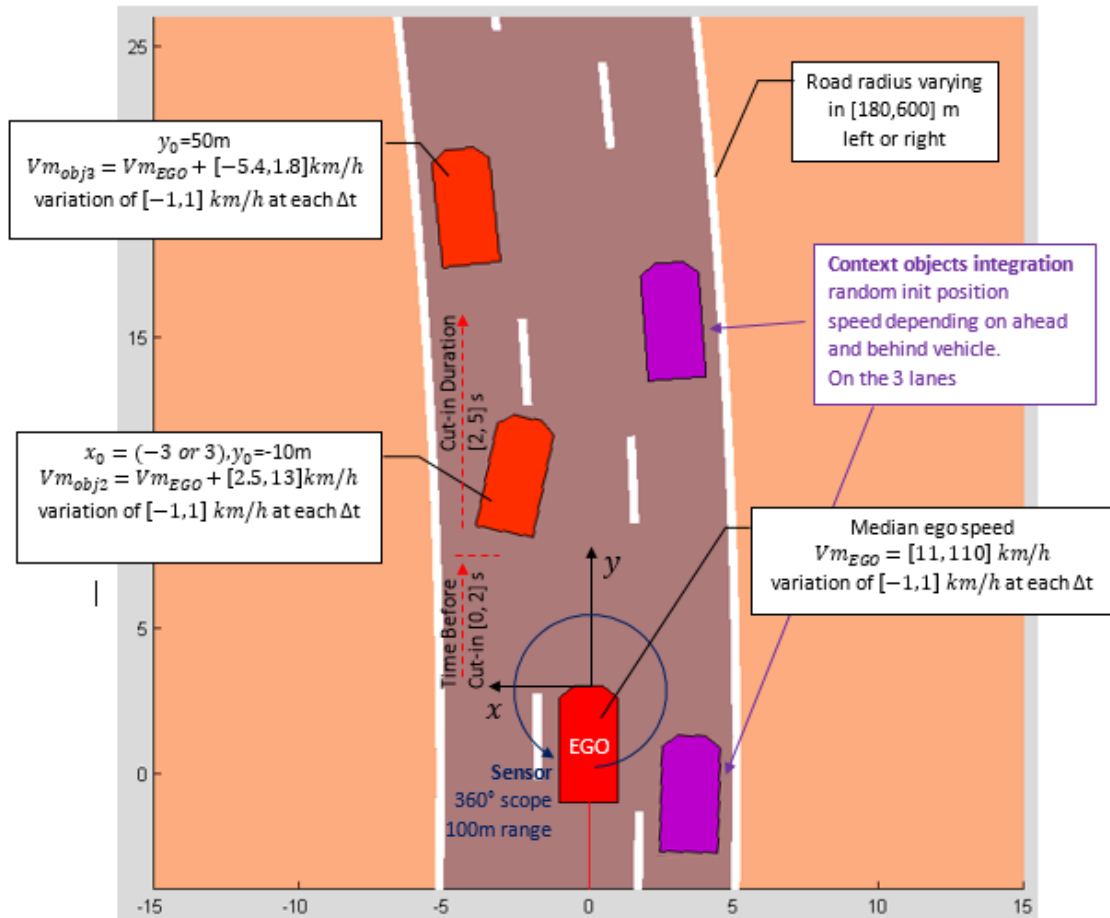 25
15
5
0
-15
-10
-5
0
5
10
15
y₀=50m
Vm_obj3 = Vm_EGO + [−5.4,1.8]km/h
variation of [−1,1] km/h at each Δt
Road radius varying
in [180,600] m
left or right
Context objects integration
random init position
speed depending on ahead
and behind vehicle.
On the 3 lanes
x₀ = (−3 or 3),y₀=-10m
Vm_obj2 = Vm_EGO + [2.5,13]km/h
variation of [−1,1] km/h at each Δt
Cut-in Duration
[2, 5] s
Time Before
Cut-in [0, 2] s
Median ego speed
Vm_EGO = [11,110] km/h
variation of [−1,1] km/h at each Δt
y
x
EGO
Sensor
360° scope
100m range